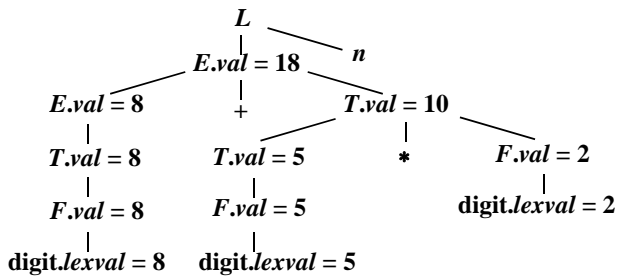 L
n
E.val = 18
E.val = 8 + T.val = 10
T.val = 8 T.val = 5 * F.val = 2
F.val = 8 F.val = 5 digit.lexval = 2
digit.lexval = 8 digit.lexval = 5